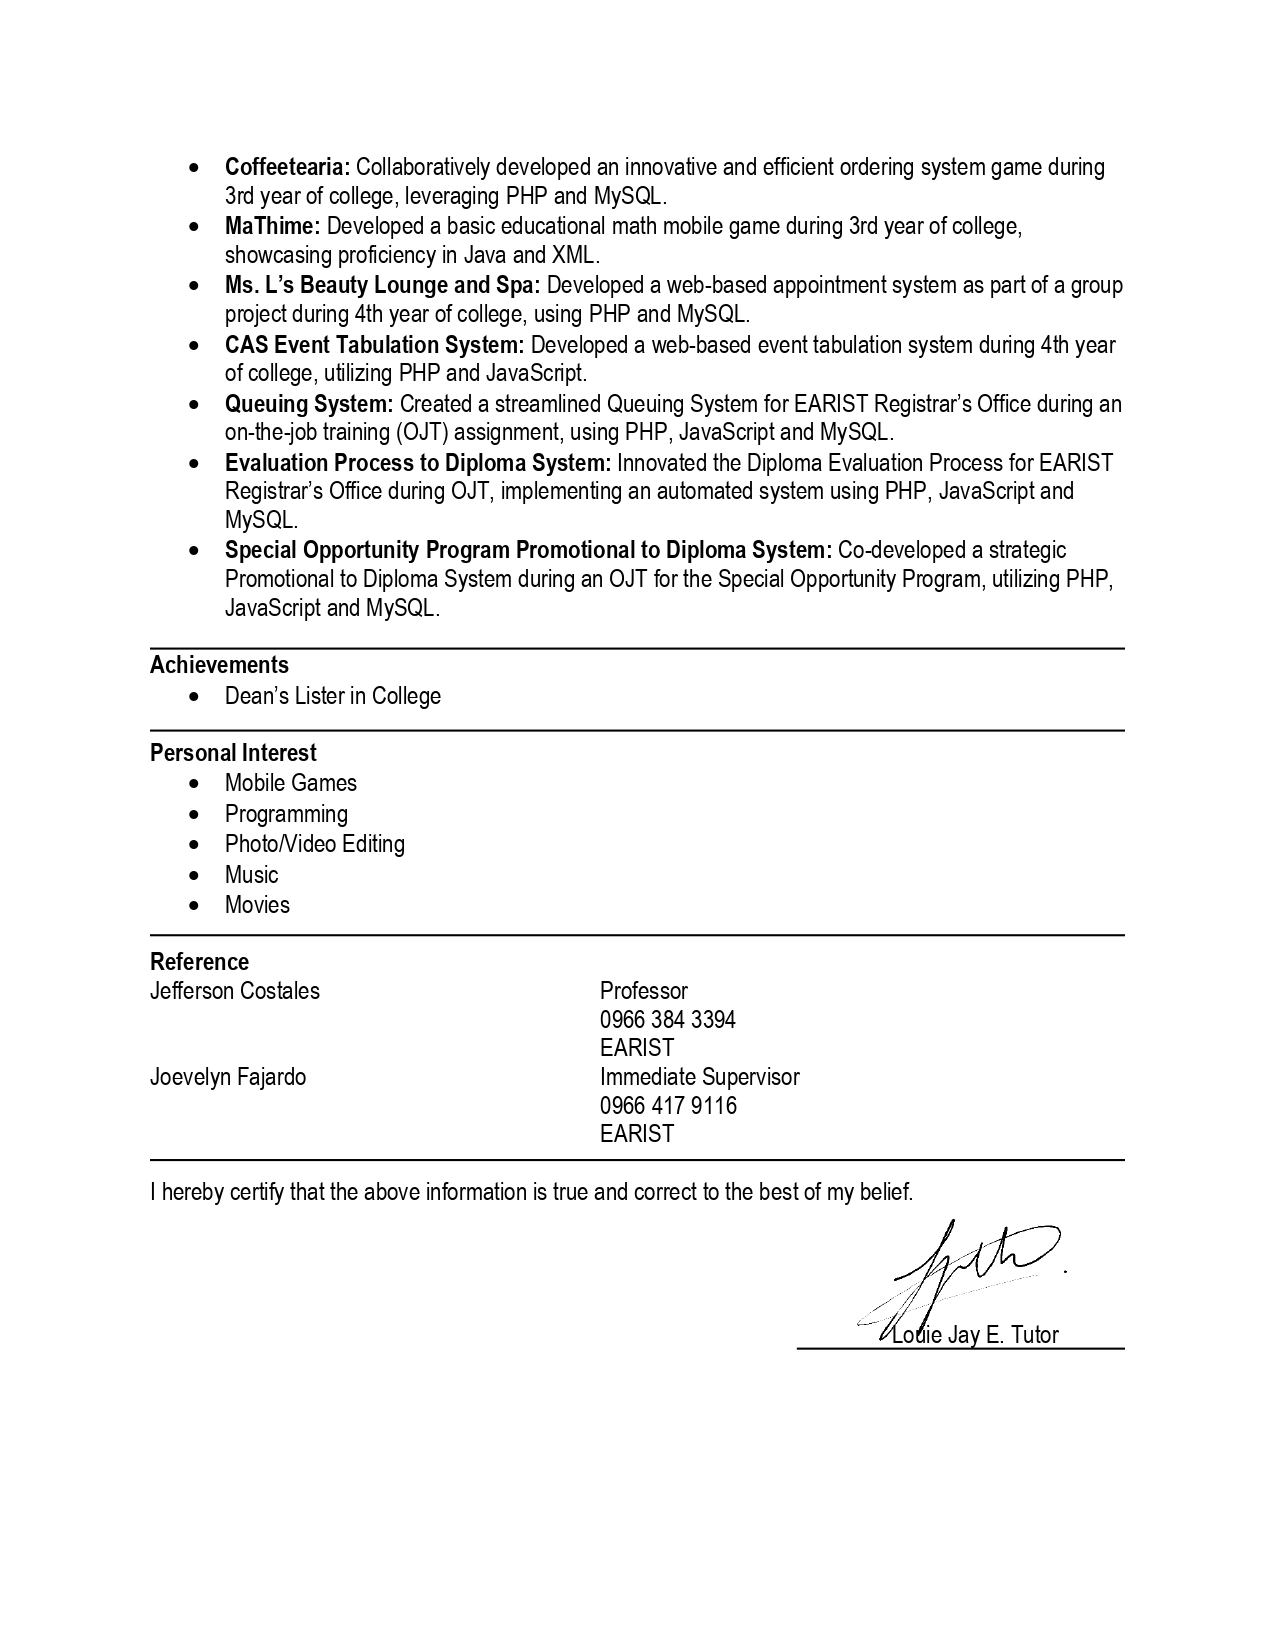 • Coffeetearia: Collaboratively developed an innovative and efficient ordering system game during
3rd year of college, leveraging PHP and MySQL.
• MaThime: Developed a basic educational math mobile game during 3rd year of college,
showcasing proficiency in Java and XML.
• Ms. L’s Beauty Lounge and Spa: Developed a web-based appointment system as part of a group
project during 4th year of college, using PHP and MySQL.
• CAS Event Tabulation System: Developed a web-based event tabulation system during 4th year
of college, utilizing PHP and JavaScript.
• Queuing System: Created a streamlined Queuing System for EARIST Registrar’s Office during an
on-the-job training (OJT) assignment, using PHP, JavaScript and MySQL.
• Evaluation Process to Diploma System: Innovated the Diploma Evaluation Process for EARIST
Registrar’s Office during OJT, implementing an automated system using PHP, JavaScript and
MySQL.
• Special Opportunity Program Promotional to Diploma System: Co-developed a strategic
Promotional to Diploma System during an OJT for the Special Opportunity Program, utilizing PHP,
JavaScript and MySQL.
Achievements
• Dean’s Lister in College
Personal Interest
• Mobile Games
• Programming
• Photo/Video Editing
• Music
• Movies
Reference
Jefferson Costales Professor
0966 384 3394
EARIST
Joevelyn Fajardo Immediate Supervisor
0966 417 9116
EARIST
I hereby certify that the above information is true and correct to the best of my belief.
Louie Jay E. Tutor